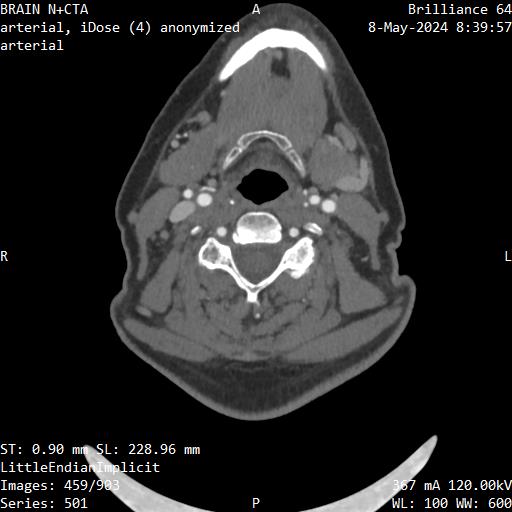 BRAIN N+CTA
A
Brilliance 64
arterial, iDose (4) anonymized
8-May-2024 8:39:57
arterial
R
L
ST: 0.90 mm SL: 228.96 mm
LittleEndianImplicit
Images: 459/903
367 mA 120.00kV
Series: 501
P
WL: 100 WW: 600